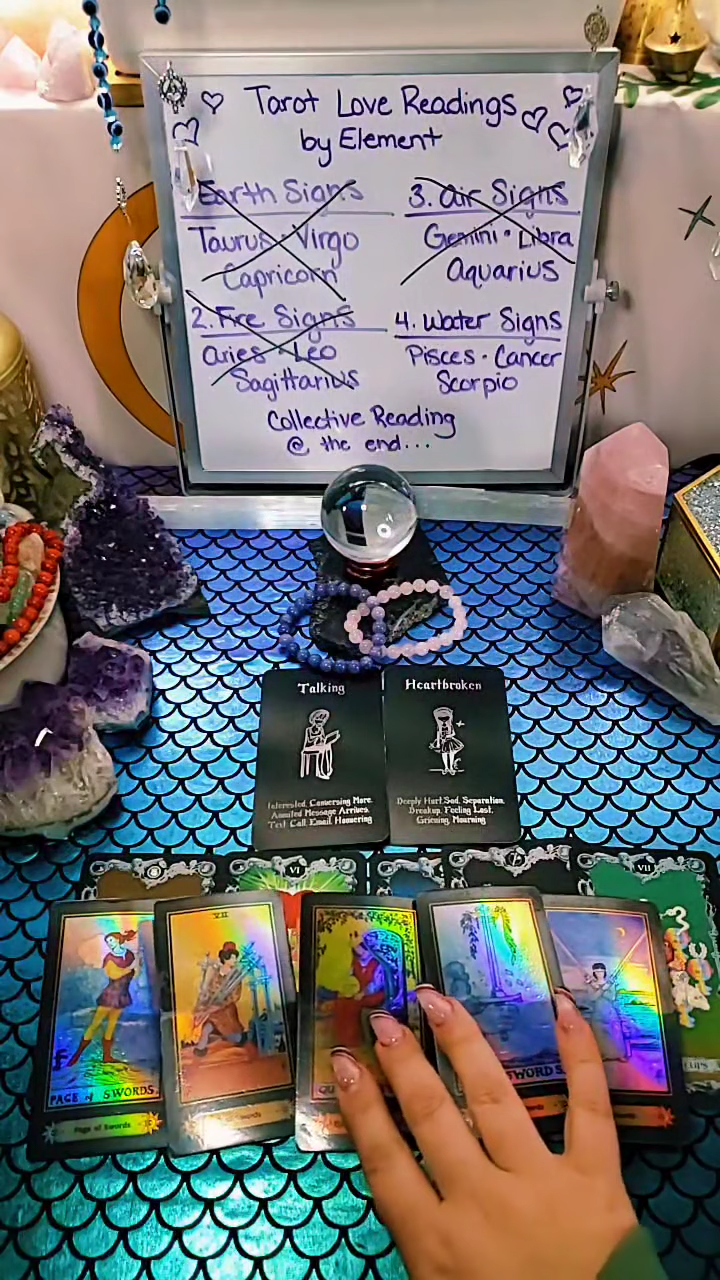 Tarot Love Readings
by Element
Earth Signs
Taurus · Virgo
Capricorn
2. Fire Signs
Aries · Leo
Sagittarius
3. Air Signs
Gemini · Libra
Aquarius
4. Water Signs
Pisces · Cancer
Scorpio
Collective Reading
@ the end...
Talking
Interested, Conversing More,
Awaited Message Arrives,
Text, Call, Email, Hovering
Heartbroken
Deeply Hurt, Sad, Separation,
Breakup, Feeling Lost,
Grieving, Mourning
VI
VII
VII
PAGE of SWORDS.
Page of Swords